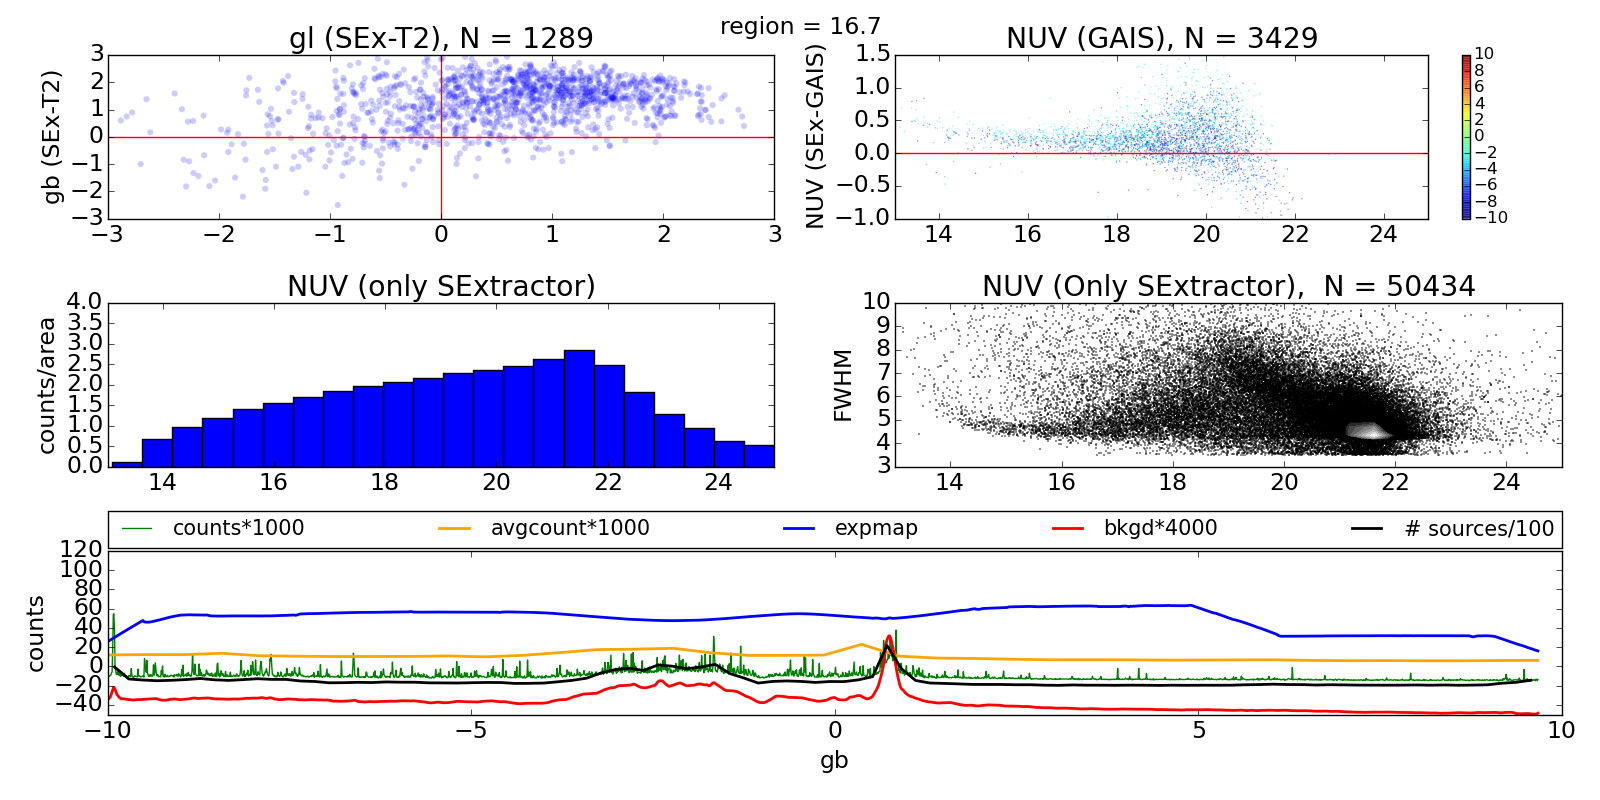 region = 16.7
gl (SEx-T2), N = 1289
gb (SEx-T2)
3
2
1
0
−1
−2
−3
−3 −2 −1 0 1 2 3
NUV (GAIS), N = 3429
NUV (SEx-GAIS)
1.5
1.0
0.5
0.0
−0.5
−1.0
14 16 18 20 22 24
10
8
6
4
2
0
−2
−4
−6
−8
−10
NUV (only SExtractor)
counts/area
4.0
3.5
3.0
2.5
2.0
1.5
1.0
0.5
0.0
14 16 18 20 22 24
NUV (Only SExtractor), N = 50434
FWHM
10
9
8
7
6
5
4
3
14 16 18 20 22 24
counts*1000 avgcount*1000 expmap bkgd*4000 # sources/100
counts
120
100
80
60
40
20
0
−20
−40
−10 −5 0 5 10
gb